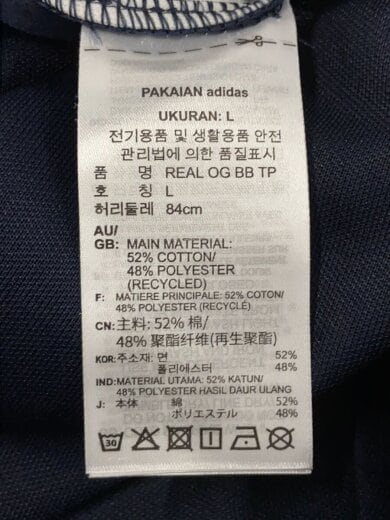 PAKAIAN adidas
UKURAN: L
전기용품 및 생활용품 안전
관리법에 의한 품질표시
품 명 REAL OG BB TP
호 칭 L
허리둘레 84cm
AU/
GB: MAIN MATERIAL:
52% COTTON/
48% POLYESTER
(RECYCLED)
F: MATIERE PRINCIPALE: 52% COTON/
48% POLYESTER (RECYCLÉ)
CN: 主料: 52% 棉/
48% 聚酯纤维(再生聚酯)
KOR: 주소재: 면 52%
폴리에스터 48%
IND: MATERIAL UTAMA: 52% KATUN/
48% POLYESTER HASIL DAUR ULANG
J: 本体 綿 52%
ポリエステル 48%
30